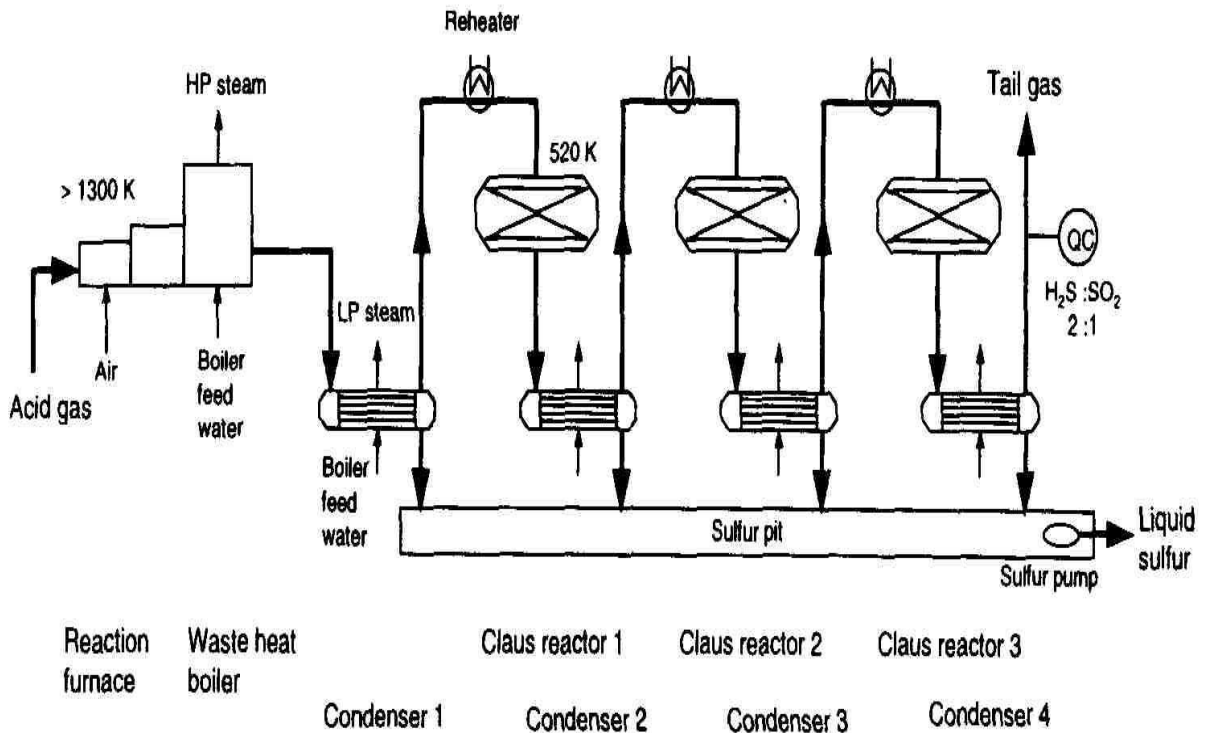 Reheater
HP steam
Tail gas
> 1300 K
520 K
QC
H₂S :SO₂
2 :1
LP steam
Acid gas
Air
Boiler
feed
water
Boiler
feed
water
Sulfur pit
Liquid
sulfur
Sulfur pump
Reaction
furnace
Waste heat
boiler
Claus reactor 1
Claus reactor 2
Claus reactor 3
Condenser 1
Condenser 2
Condenser 3
Condenser 4